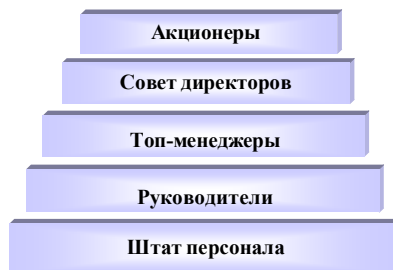 Акционеры
Совет директоров
Топ-менеджеры
Руководители
Штат персонала